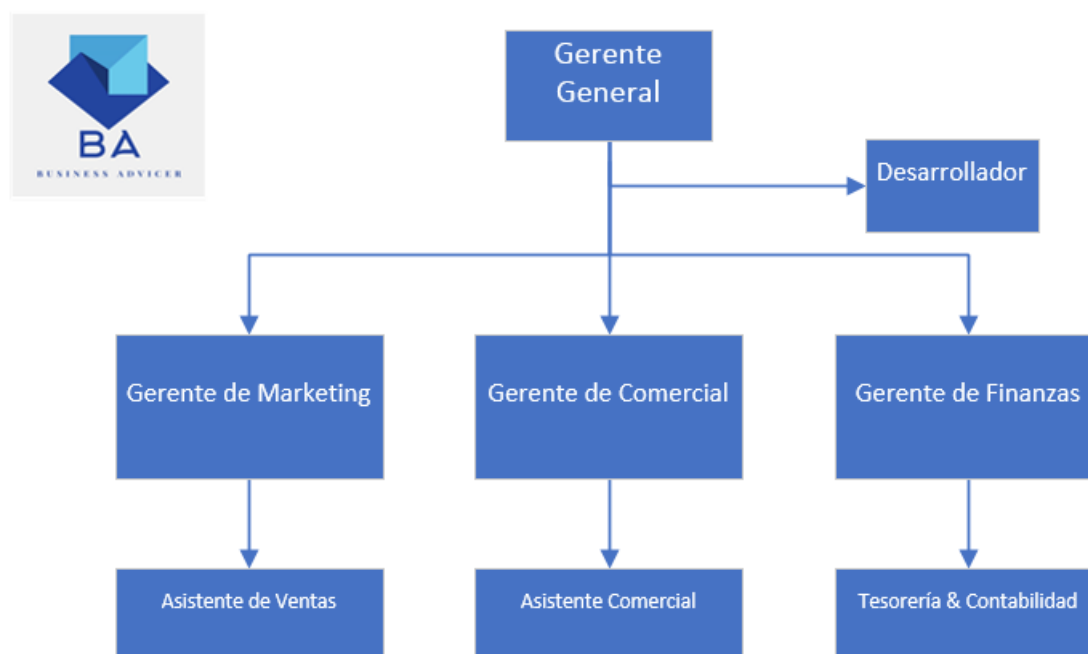 BA
BUSINESS ADVICER
Gerente
General
Desarrollador
Gerente de Marketing
Gerente de Comercial
Gerente de Finanzas
Asistente de Ventas
Asistente Comercial
Tesorería & Contabilidad